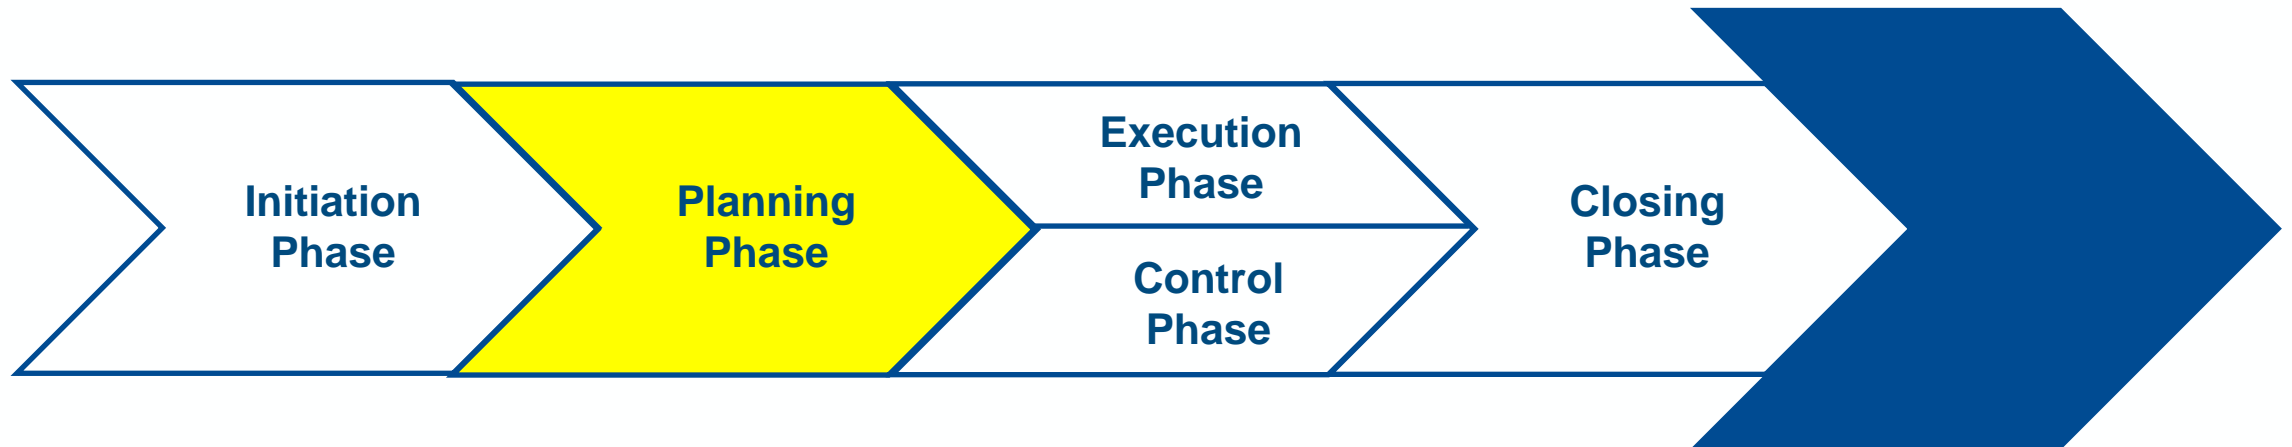 Initiation
Phase
Planning
Phase
Execution
Phase
Control
Phase
Closing
Phase